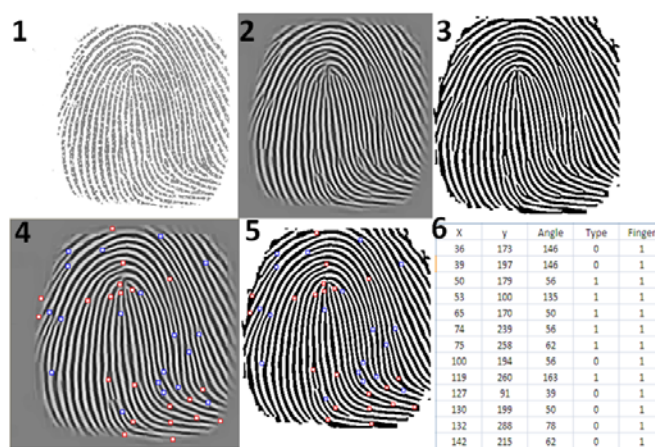 1
2
3
4
5
6
X y Angle Type Finger
36 173 146 0 1
39 197 146 0 1
50 179 56 1 1
53 100 135 1 1
65 170 50 1 1
74 239 56 1 1
75 258 62 1 1
100 194 56 0 1
119 260 163 1 1
127 91 39 0 1
130 199 50 0 1
132 288 78 0 1
142 215 62 0 1